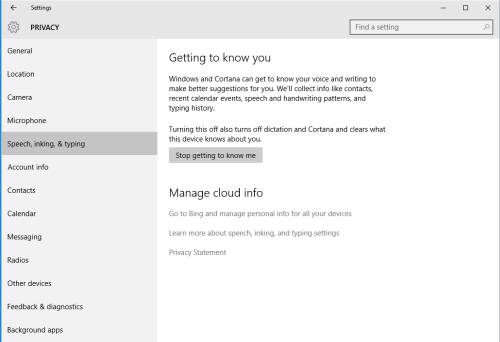 Settings
PRIVACY
Find a setting
General
Location
Camera
Microphone
Speech, inking, & typing
Account info
Contacts
Calendar
Messaging
Radios
Other devices
Feedback & diagnostics
Background apps
Getting to know you
Windows and Cortana can get to know your voice and writing to
make better suggestions for you. We'll collect info like contacts,
recent calendar events, speech and handwriting patterns, and
typing history.
Turning this off also turns off dictation and Cortana and clears what
this device knows about you.
Stop getting to know me
Manage cloud info
Go to Bing and manage personal info for all your devices
Learn more about speech, inking, and typing settings
Privacy Statement